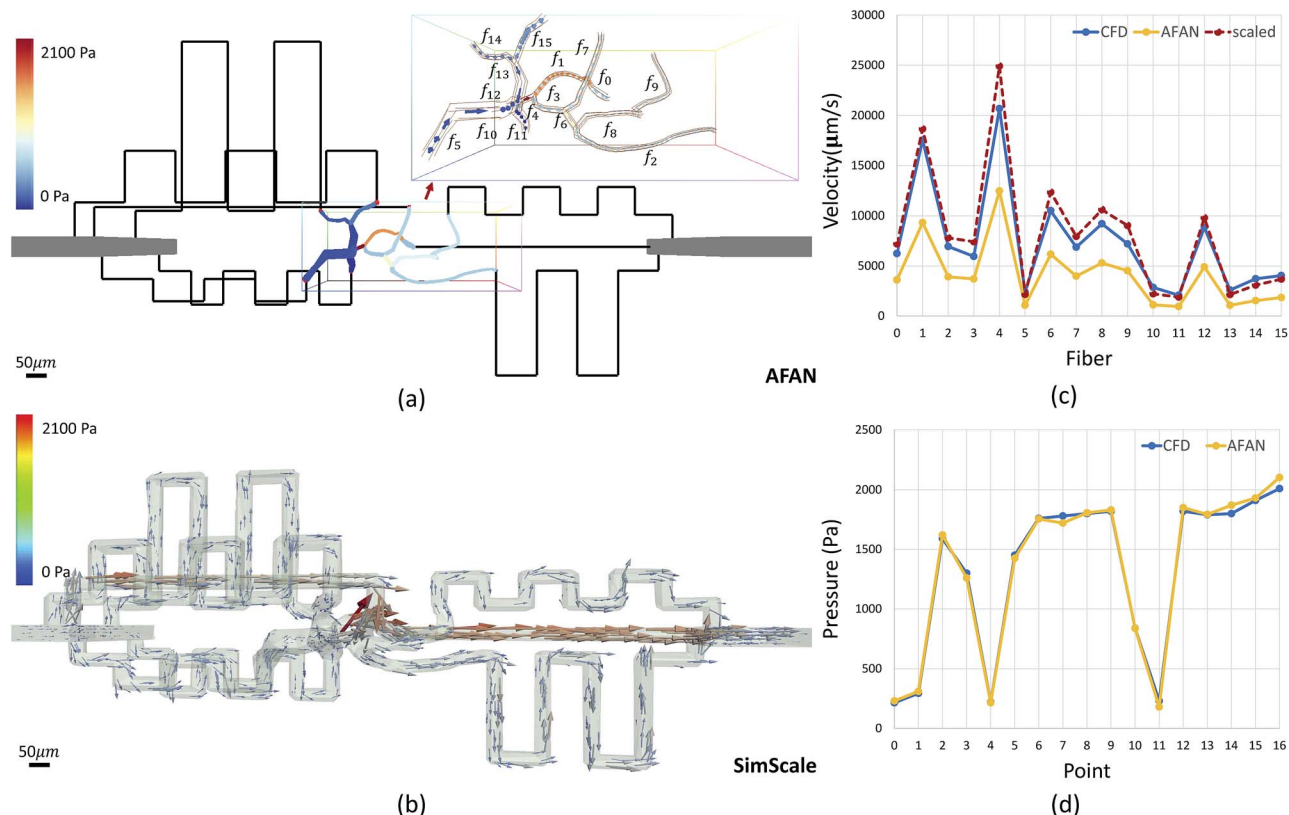 2100 Pa
0 Pa
f14
f15
f1
f7
f13
f0
f9
f12
f3
f4
f6
f5
f10
f11
f8
f2
50μm
AFAN
(a)
2100 Pa
0 Pa
50μm
SimScale
(b)
CFD AFAN scaled
30000
25000
20000
15000
10000
5000
0
Velocity(μm/s)
0 1 2 3 4 5 6 7 8 9 10 11 12 13 14 15
Fiber
(c)
CFD AFAN
2500
2000
1500
1000
500
0
Pressure (Pa)
0 1 2 3 4 5 6 7 8 9 10 11 12 13 14 15 16
Point
(d)